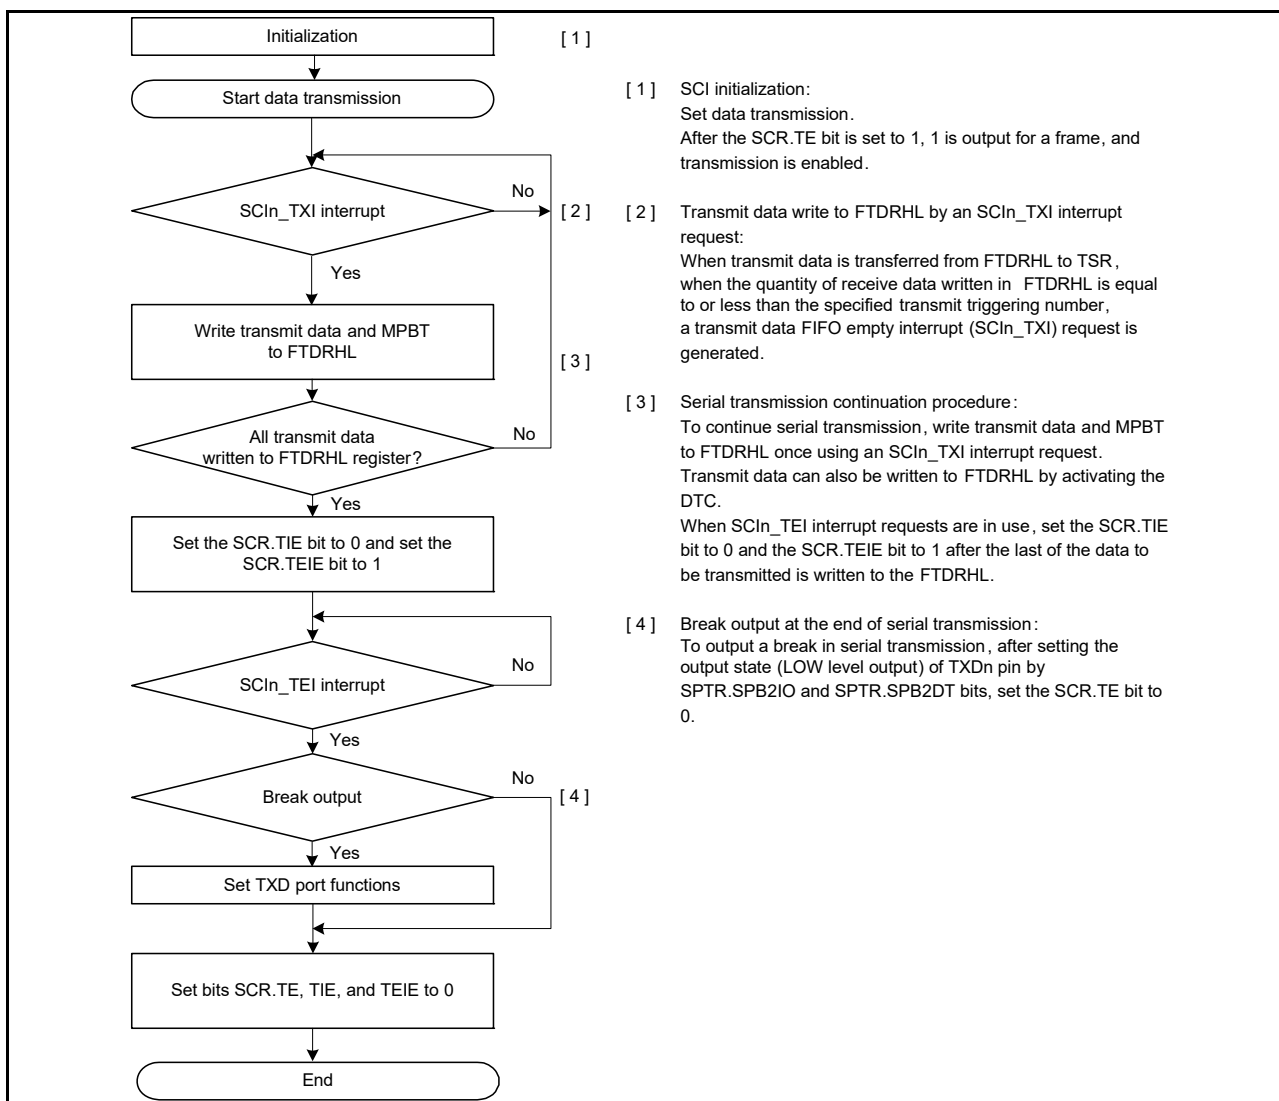 Initialization
[ 1 ]
Start data transmission
SCIn_TXI interrupt
No
[ 2 ]
Yes
Write transmit data and MPBT
to FTDRHL
[ 3 ]
All transmit data
written to FTDRHL register?
No
Yes
Set the SCR.TIE bit to 0 and set the
SCR.TEIE bit to 1
SCIn_TEI interrupt
No
Yes
Break output
No
[ 4 ]
Yes
Set TXD port functions
Set bits SCR.TE, TIE, and TEIE to 0
End
[ 1 ] SCI initialization:
Set data transmission.
After the SCR.TE bit is set to 1, 1 is output for a frame, and
transmission is enabled.
[ 2 ] Transmit data write to FTDRHL by an SCIn_TXI interrupt
request:
When transmit data is transferred from FTDRHL to TSR,
when the quantity of receive data written in FTDRHL is equal
to or less than the specified transmit triggering number,
a transmit data FIFO empty interrupt (SCIn_TXI) request is
generated.
[ 3 ] Serial transmission continuation procedure:
To continue serial transmission, write transmit data and MPBT
to FTDRHL once using an SCIn_TXI interrupt request.
Transmit data can also be written to FTDRHL by activating the
DTC.
When SCIn_TEI interrupt requests are in use, set the SCR.TIE
bit to 0 and the SCR.TEIE bit to 1 after the last of the data to
be transmitted is written to the FTDRHL.
[ 4 ] Break output at the end of serial transmission:
To output a break in serial transmission, after setting the
output state (LOW level output) of TXDn pin by
SPTR.SPB2IO and SPTR.SPB2DT bits, set the SCR.TE bit to
0.